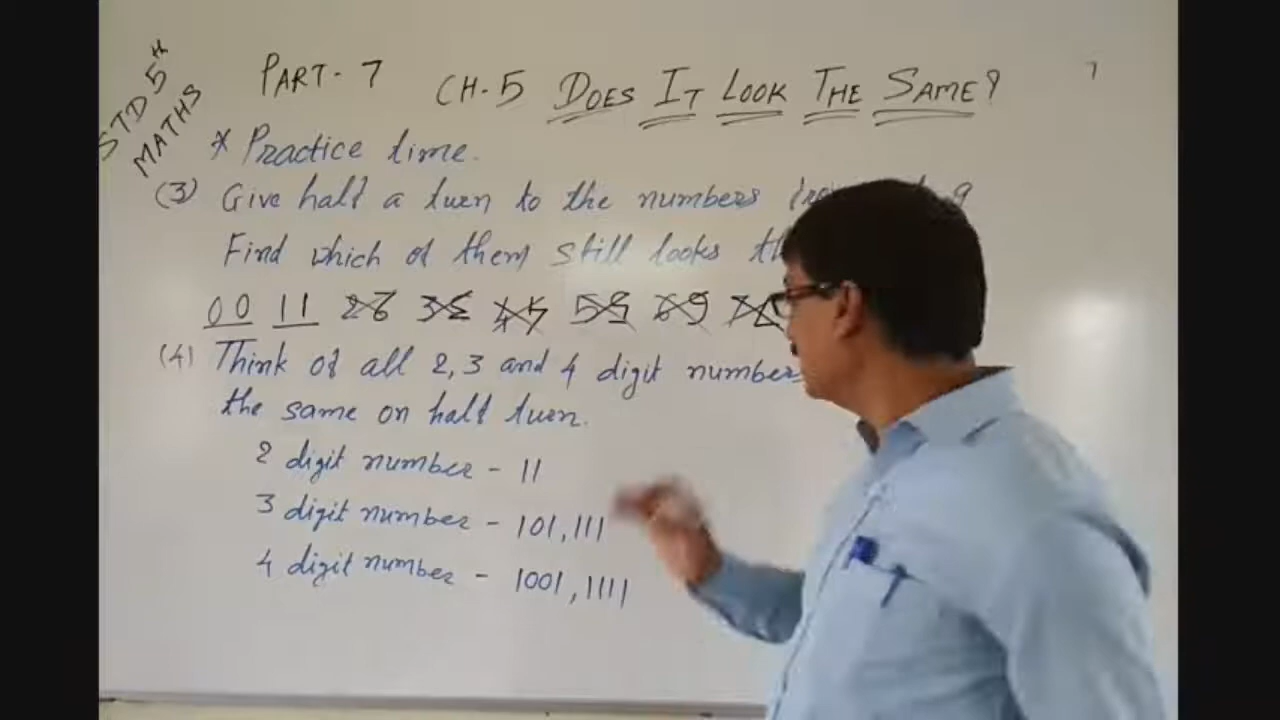 STD 5th
MATHS
PART-7 CH.5 DOES IT LOOK THE SAME?
* Practice time.
(3) Give half a turn to the numbers 9
Find which of them still looks
00 11
(4) Think of all 2, 3 and 4 digit numbers
the same on half turn.
2 digit number - 11
3 digit number - 101, 111
4 digit number - 1001, 1111